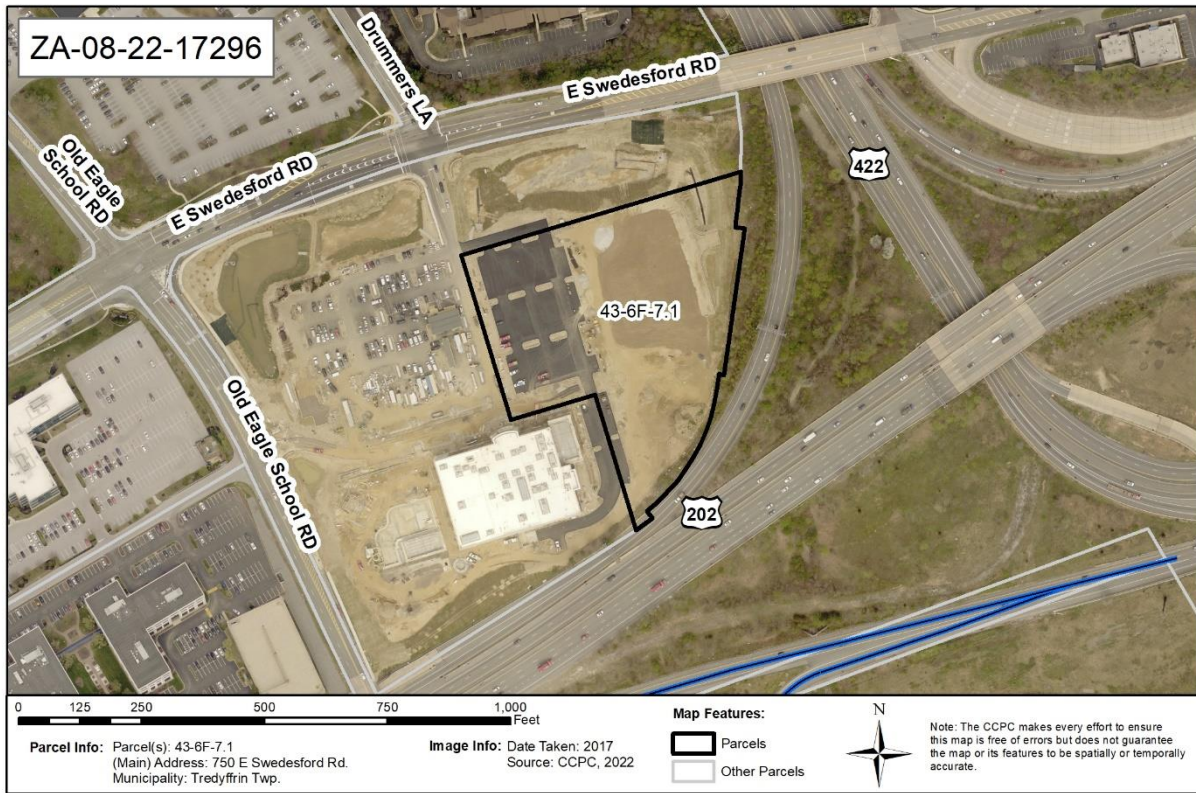 ZA-08-22-17296
Drummers LA
E Swedesford RD
Old Eagle
School RD
E Swedesford RD
422
43-6F-7.1
Old Eagle School RD
202
0 125 250 500 750 1,000
Feet
Parcel Info: Parcel(s): 43-6F-7.1
(Main) Address: 750 E Swedesford Rd.
Municipality: Tredyffrin Twp.
Image Info: Date Taken: 2017
Source: CCPC, 2022
Map Features:
Parcels
Other Parcels
N
Note: The CCPC makes every effort to ensure
this map is free of errors but does not guarantee
the map or its features to be spatially or temporally
accurate.